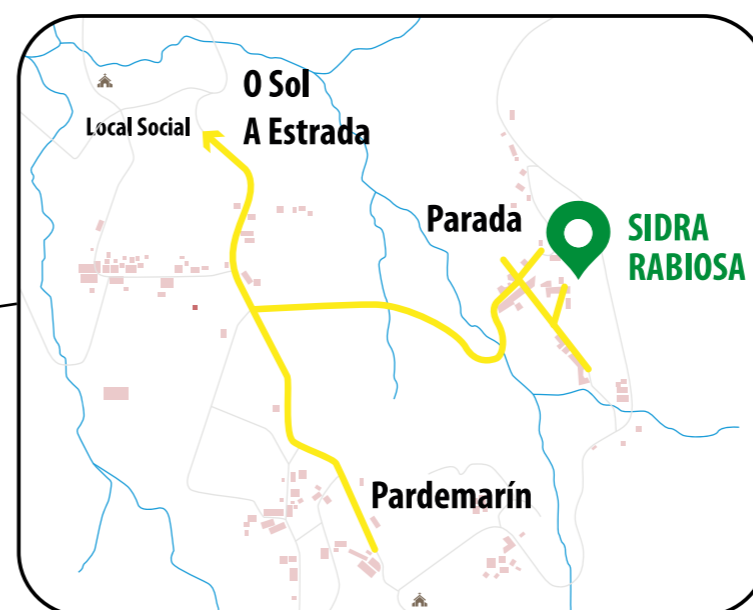 O Sol
A Estrada
Local Social
Parada
SIDRA
RABIOSA
Pardemarín